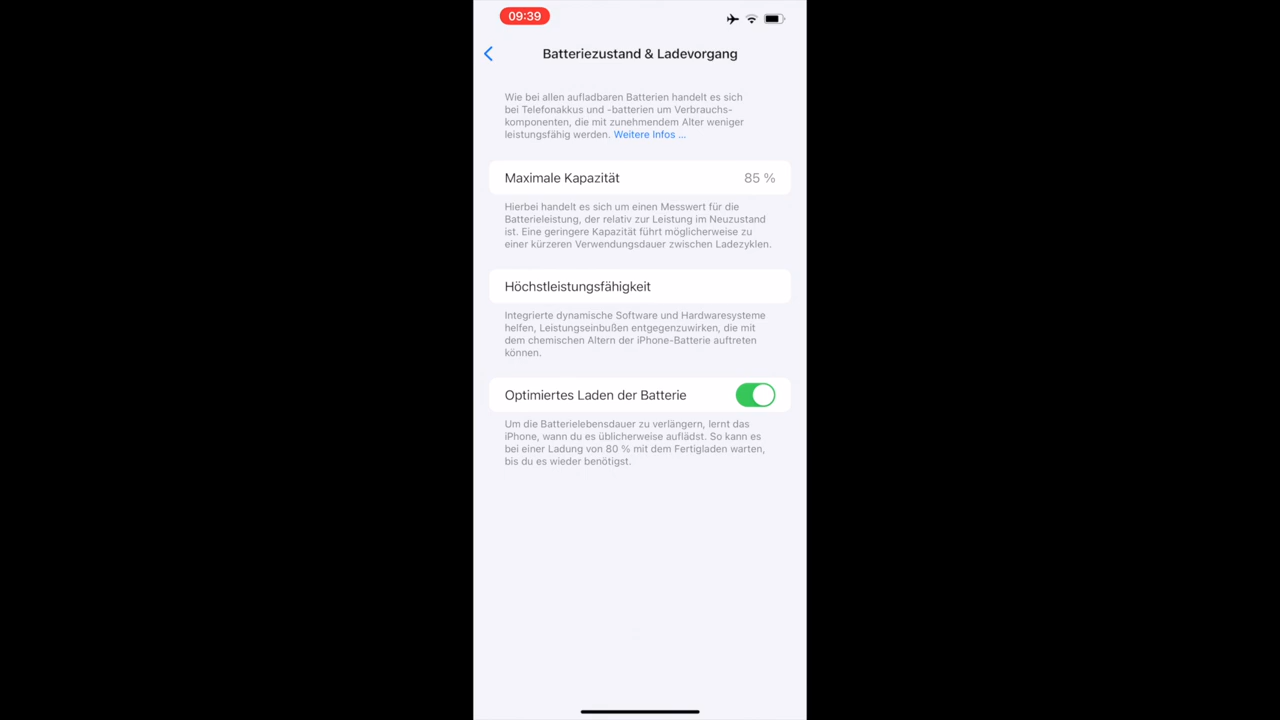 09:39
Batteriezustand & Ladevorgang
Wie bei allen aufladbaren Batterien handelt es sich
bei Telefonakkus und -batterien um Verbrauchs-
komponenten, die mit zunehmendem Alter weniger
leistungsfähig werden. Weitere Infos ...
Maximale Kapazität 85 %
Hierbei handelt es sich um einen Messwert für die
Batterieleistung, der relativ zur Leistung im Neuzustand
ist. Eine geringere Kapazität führt möglicherweise zu
einer kürzeren Verwendungsdauer zwischen Ladezyklen.
Höchstleistungsfähigkeit
Integrierte dynamische Software und Hardwaresysteme
helfen, Leistungseinbußen entgegenzuwirken, die mit
dem chemischen Altern der iPhone-Batterie auftreten
können.
Optimiertes Laden der Batterie
Um die Batterielebensdauer zu verlängern, lernt das
iPhone, wann du es üblicherweise auflädst. So kann es
bei einer Ladung von 80 % mit dem Fertigladen warten,
bis du es wieder benötigst.